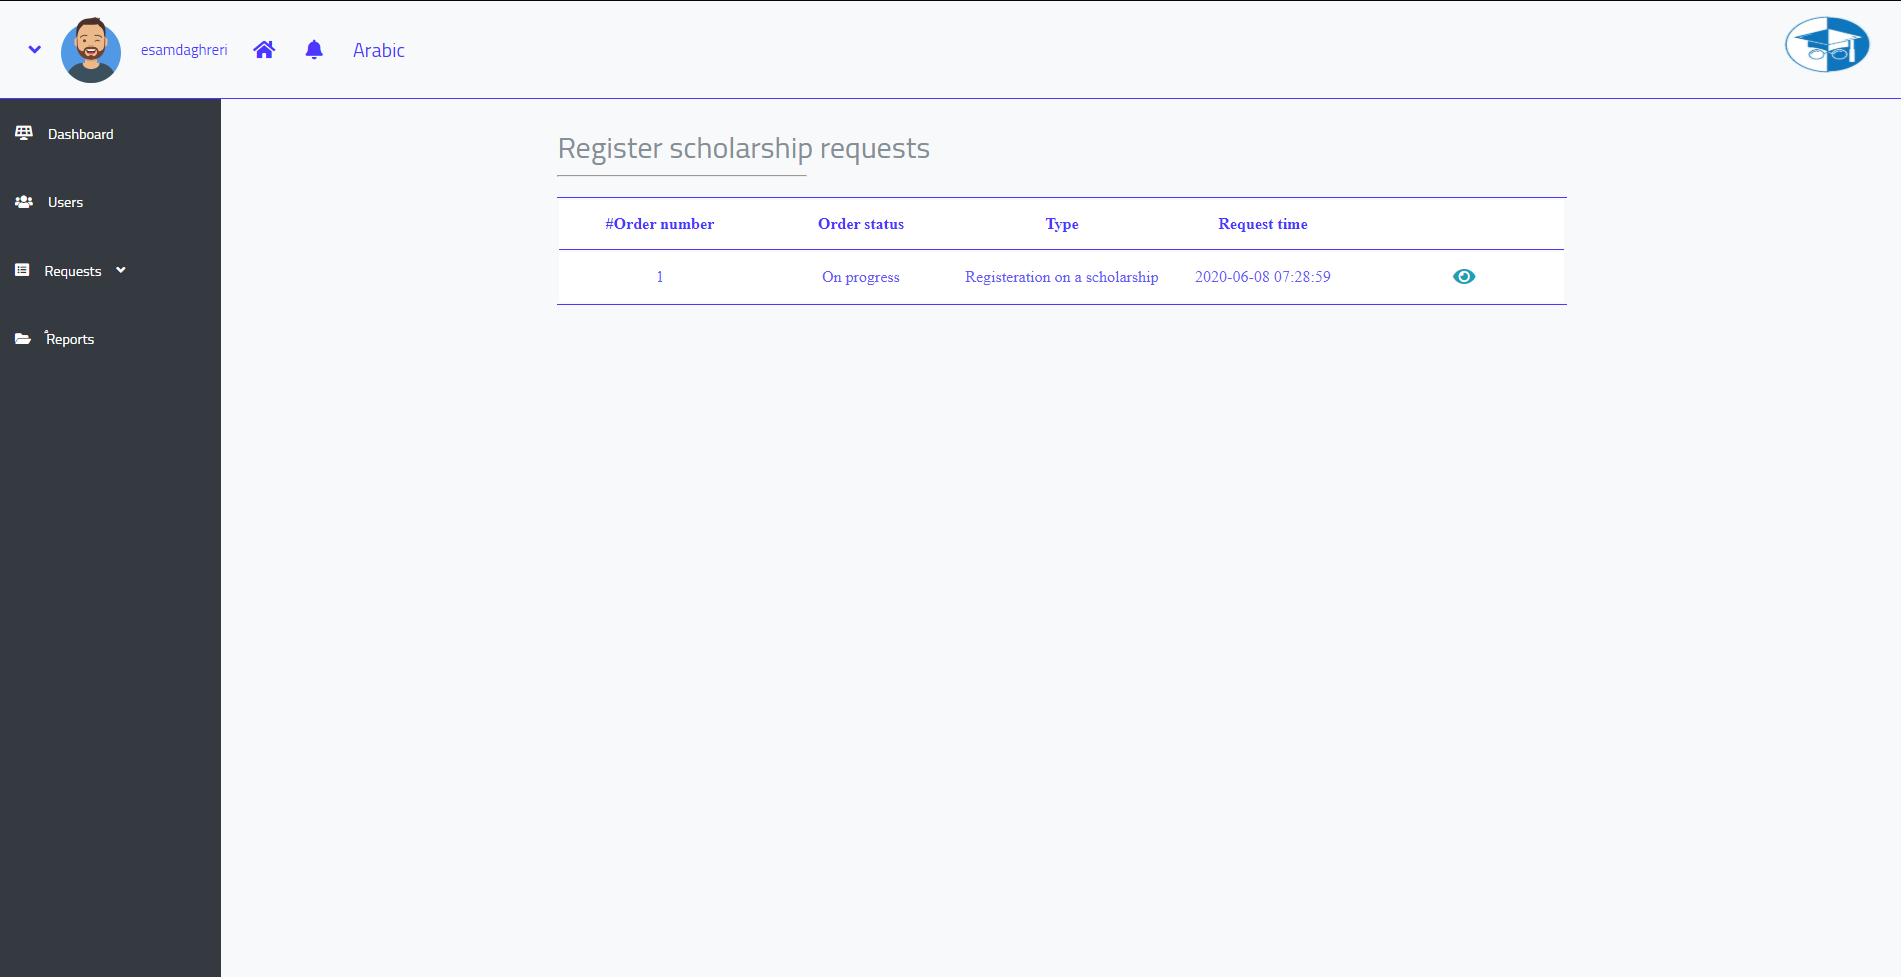 esamdaghreri Arabic
Dashboard
Users
Requests
ُReports
Register scholarship requests
#Order number Order status Type Request time
1 On progress Registeration on a scholarship 2020-06-08 07:28:59